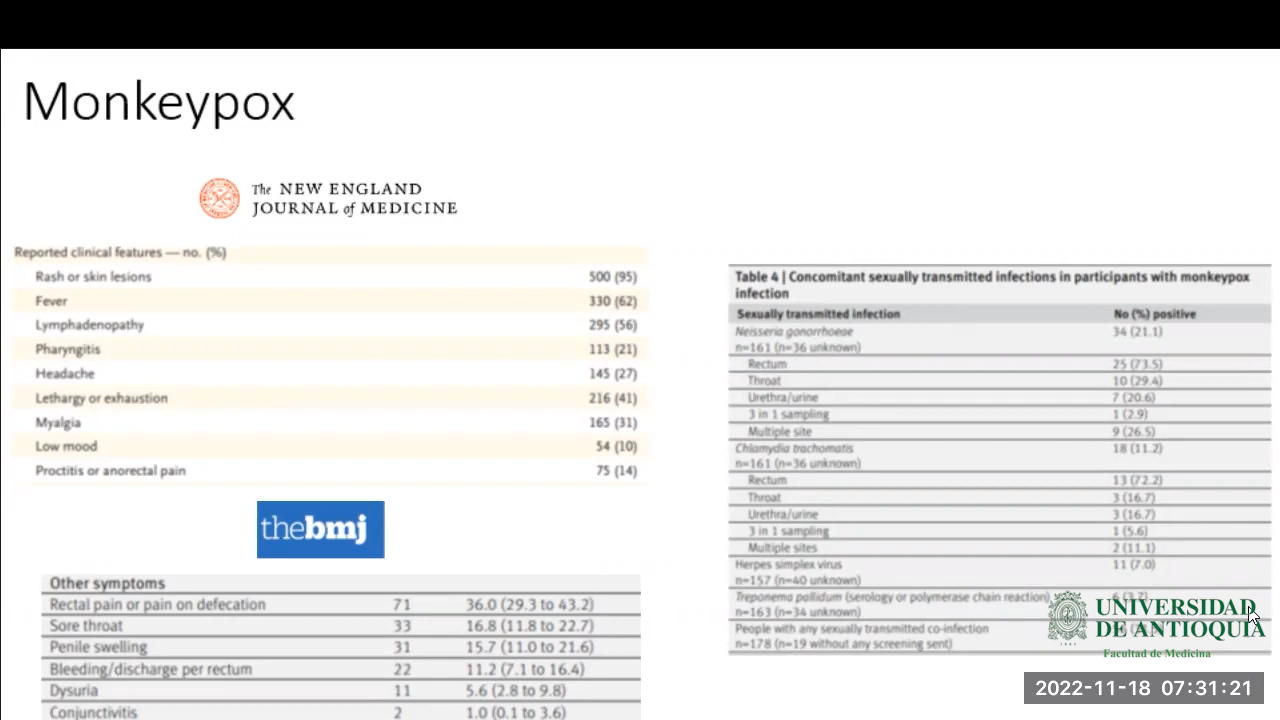 Monkeypox
The NEW ENGLAND
JOURNAL of MEDICINE
Reported clinical features — no. (%)
Rash or skin lesions 500 (95)
Fever 330 (62)
Lymphadenopathy 295 (56)
Pharyngitis 113 (21)
Headache 145 (27)
Lethargy or exhaustion 216 (41)
Myalgia 165 (31)
Low mood 54 (10)
Proctitis or anorectal pain 75 (14)
thebmj
Other symptoms
Rectal pain or pain on defecation 71 36.0 (29.3 to 43.2)
Sore throat 33 16.8 (11.8 to 22.7)
Penile swelling 31 15.7 (11.0 to 21.6)
Bleeding/discharge per rectum 22 11.2 (7.1 to 16.4)
Dysuria 11 5.6 (2.8 to 9.8)
Conjunctivitis 2 1.0 (0.1 to 3.6)
Table 4 | Concomitant sexually transmitted infections in participants with monkeypox
infection
Sexually transmitted infection No (%) positive
Neisseria gonorrhoeae 34 (21.1)
n=161 (n=36 unknown)
Rectum 25 (73.5)
Throat 10 (29.4)
Urethra/urine 7 (20.6)
3 in 1 sampling 1 (2.9)
Multiple site 9 (26.5)
Chlamydia trachomatis 18 (11.2)
n=161 (n=36 unknown)
Rectum 13 (72.2)
Throat 3 (16.7)
Urethra/urine 3 (16.7)
3 in 1 sampling 1 (5.6)
Multiple sites 2 (11.1)
Herpes simplex virus 11 (7.0)
n=157 (n=40 unknown)
Treponema pallidum (serology or polymerase chain reaction)
n=163 (n=34 unknown)
People with any sexually transmitted co-infection
n=178 (n=19 without any screening sent)
UNIVERSIDAD
DE ANTIOQUIA
Facultad de Medicina
2022-11-18 07:31:21